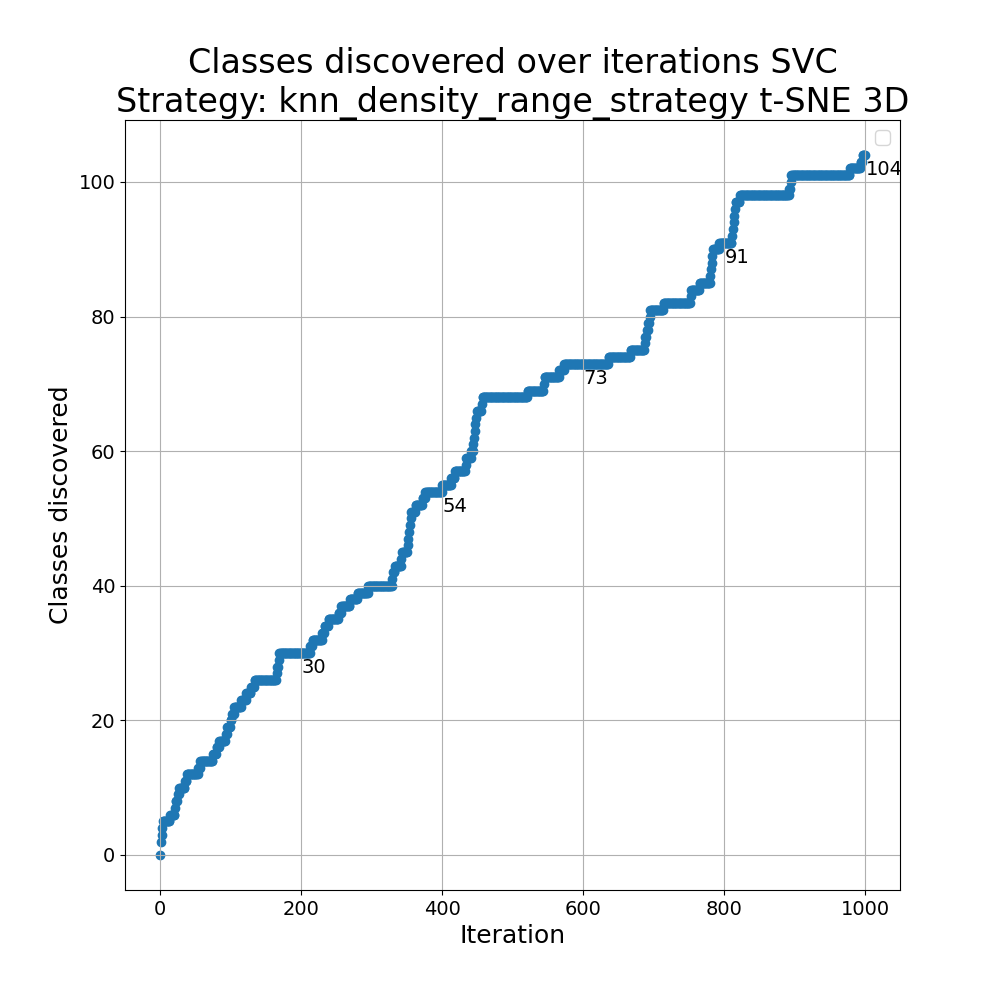 Classes discovered over iterations SVC
Strategy: knn_density_range_strategy t-SNE 3D
104
100
91
80
73
60
54
40
30
20
0
Classes discovered
0 200 400 600 800 1000
Iteration